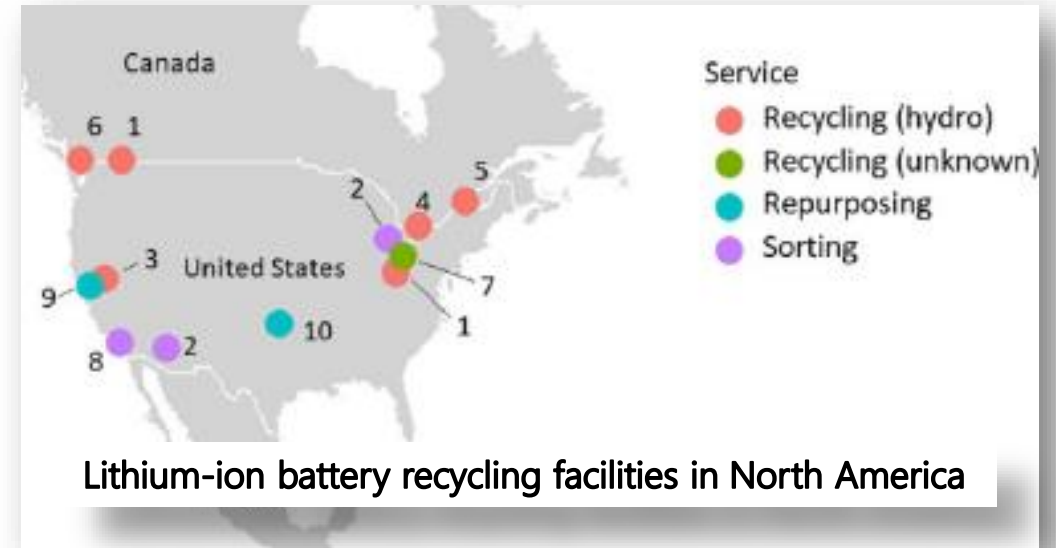 Canada
6 1
5
2
4
3
United States
9
7
1
10
8
2
Service
Recycling (hydro)
Recycling (unknown)
Repurposing
Sorting
Lithium-ion battery recycling facilities in North America